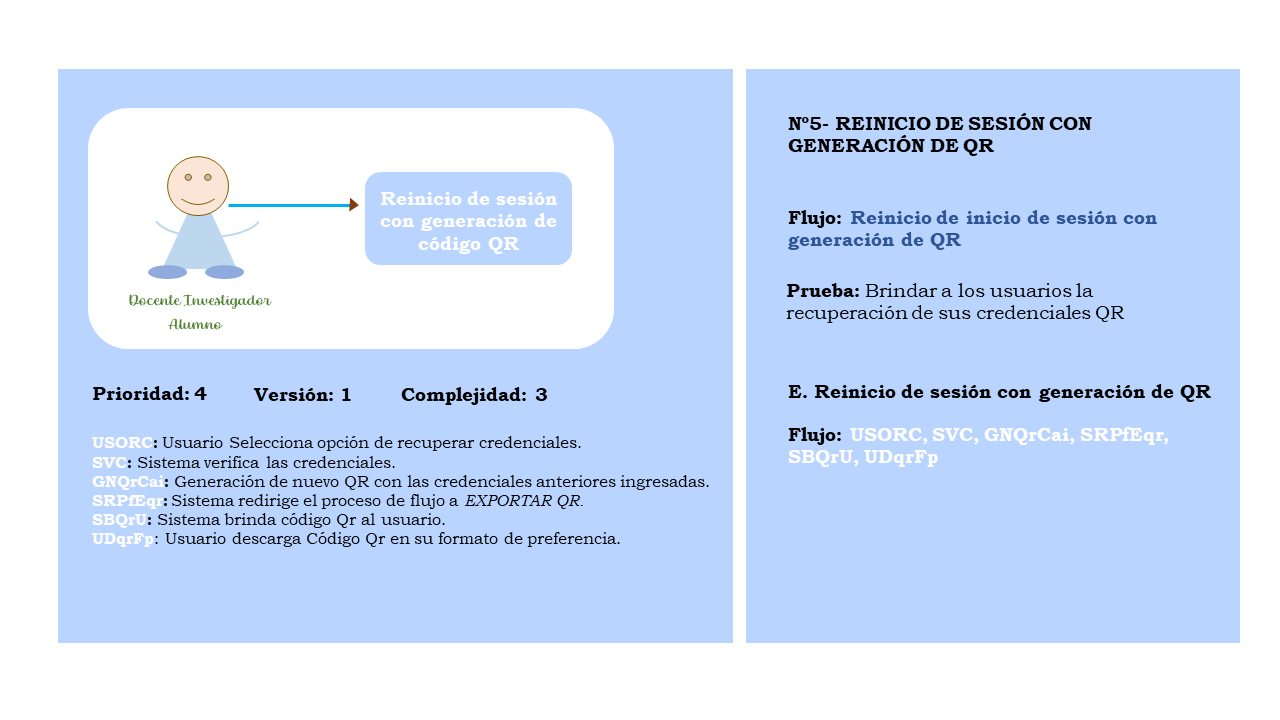 Reinicio de sesión
con generación de
código QR
Docente Investigador
Alumno
Prioridad: 4 Versión: 1 Complejidad: 3
USORC: Usuario Selecciona opción de recuperar credenciales.
SVC: Sistema verifica las credenciales.
GNQrCai: Generación de nuevo QR con las credenciales anteriores ingresadas.
SRPfEqr: Sistema redirige el proceso de flujo a EXPORTAR QR.
SBQrU: Sistema brinda código Qr al usuario.
UDqrFp: Usuario descarga Código Qr en su formato de preferencia.
Nº5- REINICIO DE SESIÓN CON
GENERACIÓN DE QR
Flujo: Reinicio de inicio de sesión con
generación de QR
Prueba: Brindar a los usuarios la
recuperación de sus credenciales QR
E. Reinicio de sesión con generación de QR
Flujo: USORC, SVC, GNQrCai, SRPfEqr,
SBQrU, UDqrFp